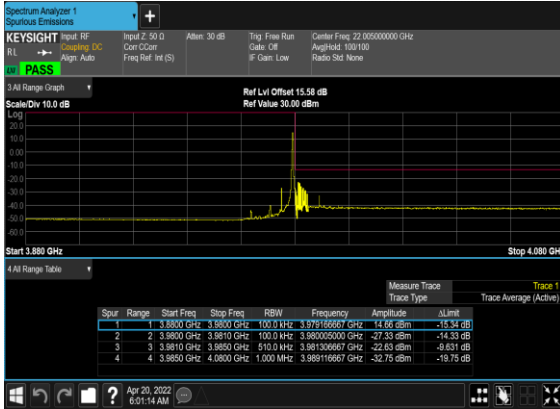 Spectrum Analyzer 1
Spurious Emissions
+
KEYSIGHT Input: RF Input Z: 50 Ω Atten: 30 dB Trig: Free Run Center Freq: 22.005000000 GHz
RL Coupling: DC Corr CCorr Gate: Off Avg|Hold: 100/100
Align: Auto Freq Ref: Int (S) IF Gain: Low Radio Std: None
PASS
3 All Range Graph
Ref Lvl Offset 15.58 dB
Scale/Div 10.0 dB Ref Value 30.00 dBm
Log
20.0
10.0
0.00
-10.0
-20.0
-30.0
-40.0
-50.0
-60.0
Start 3.880 GHz Stop 4.080 GHz
4 All Range Table
Measure Trace Trace 1
Trace Type Trace Average (Active)
Spur Range Start Freq Stop Freq RBW Frequency Amplitude ΔLimit
1 1 3.8800 GHz 3.9800 GHz 100.0 kHz 3.979166667 GHz 14.66 dBm -15.34 dB
2 2 3.9800 GHz 3.9810 GHz 100.0 kHz 3.980005000 GHz -27.33 dBm -14.33 dB
3 3 3.9810 GHz 3.9850 GHz 510.0 kHz 3.981306667 GHz -22.63 dBm -9.631 dB
4 4 3.9850 GHz 4.0800 GHz 1.000 MHz 3.989116667 GHz -32.75 dBm -19.75 dB
? Apr 20, 2022
6:01:14 AM